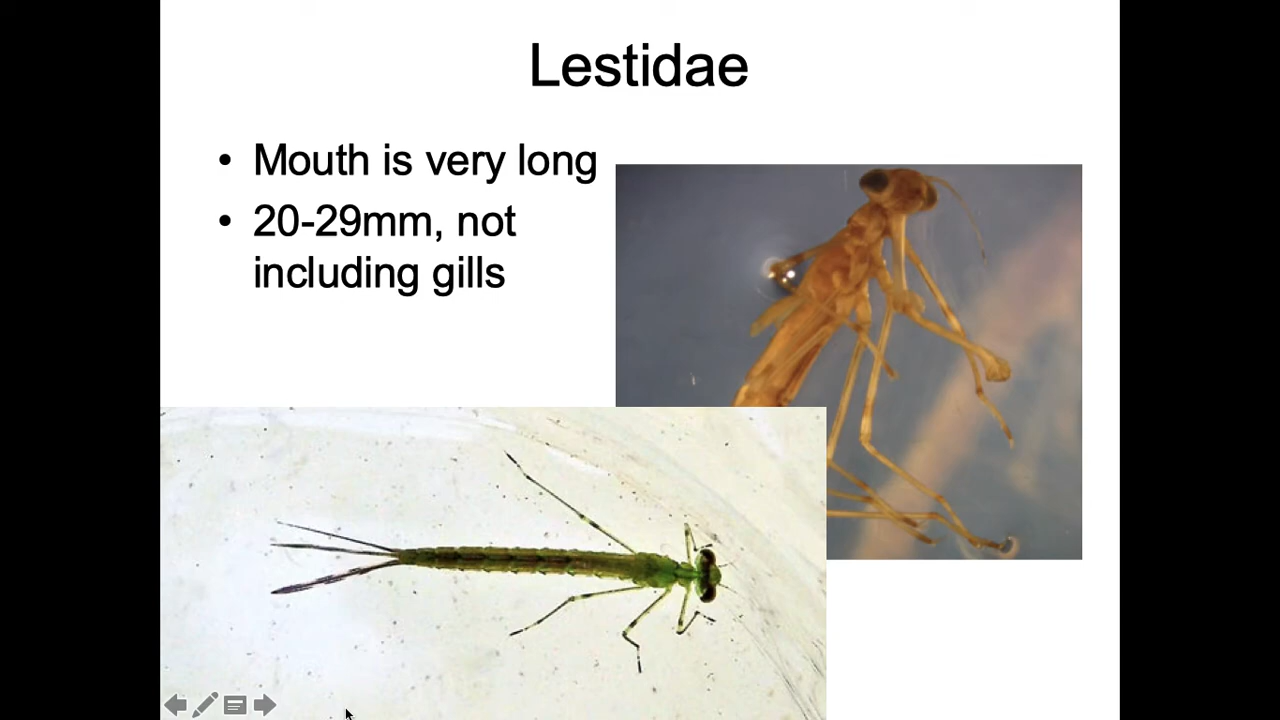 Lestidae
• Mouth is very long
• 20-29mm, not
including gills